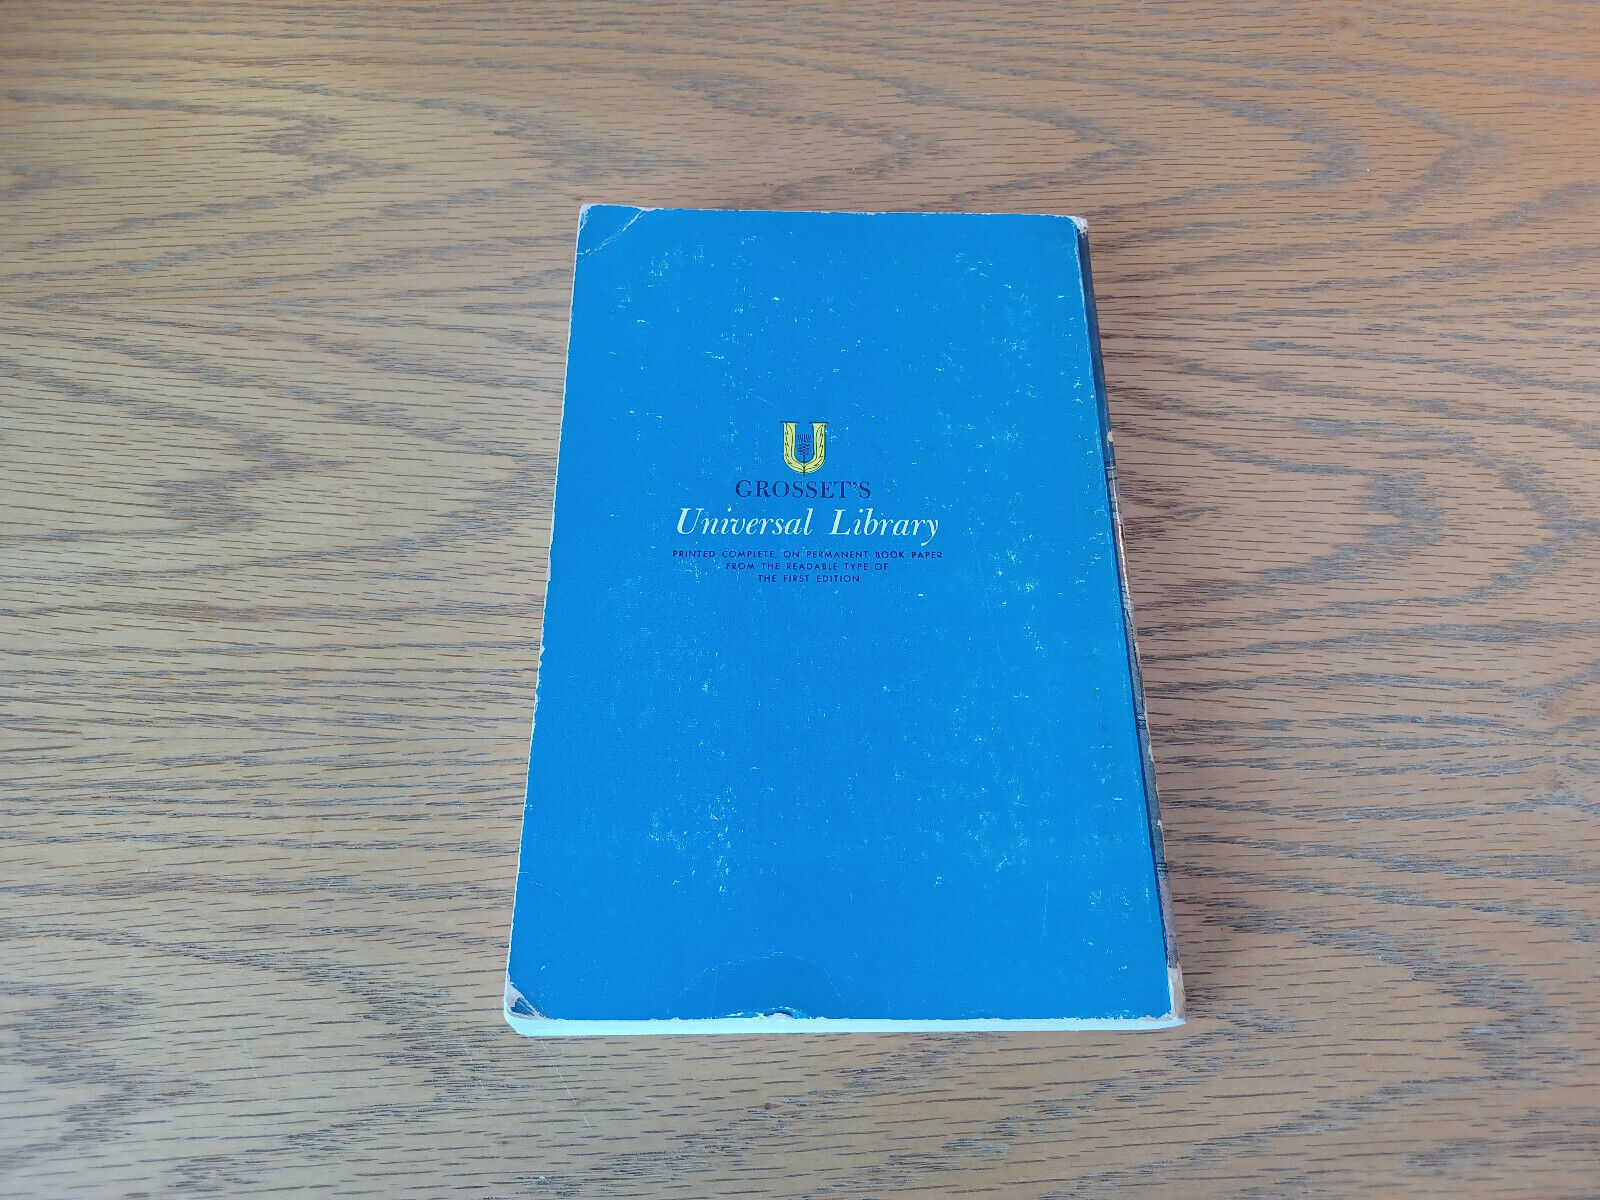 U
GROSSET'S
Universal Library
PRINTED COMPLETE, ON PERMANENT BOOK PAPER
FROM THE READABLE TYPE OF
THE FIRST EDITION